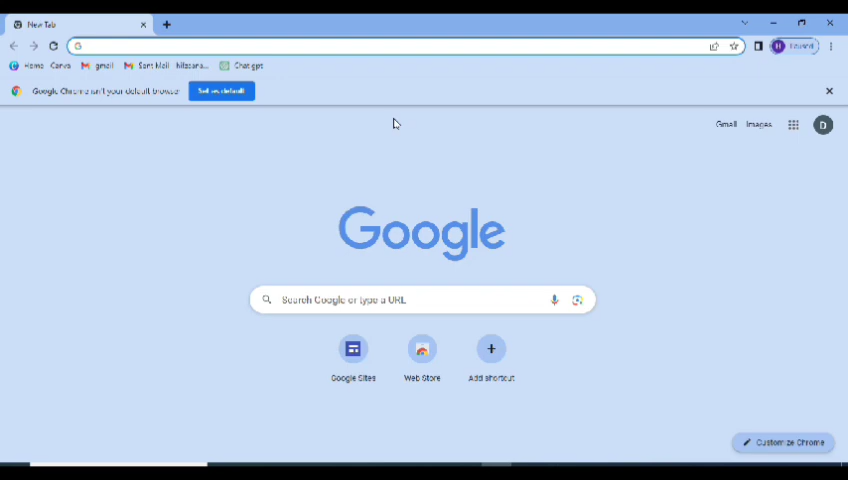 New Tab
Paused
Home Canva gmail Sent Mail Chat gpt
Google Chrome isn't your default browser Set as default
Gmail Images D
Google
Search Google or type a URL
Google Sites Web Store Add shortcut
Customize Chrome